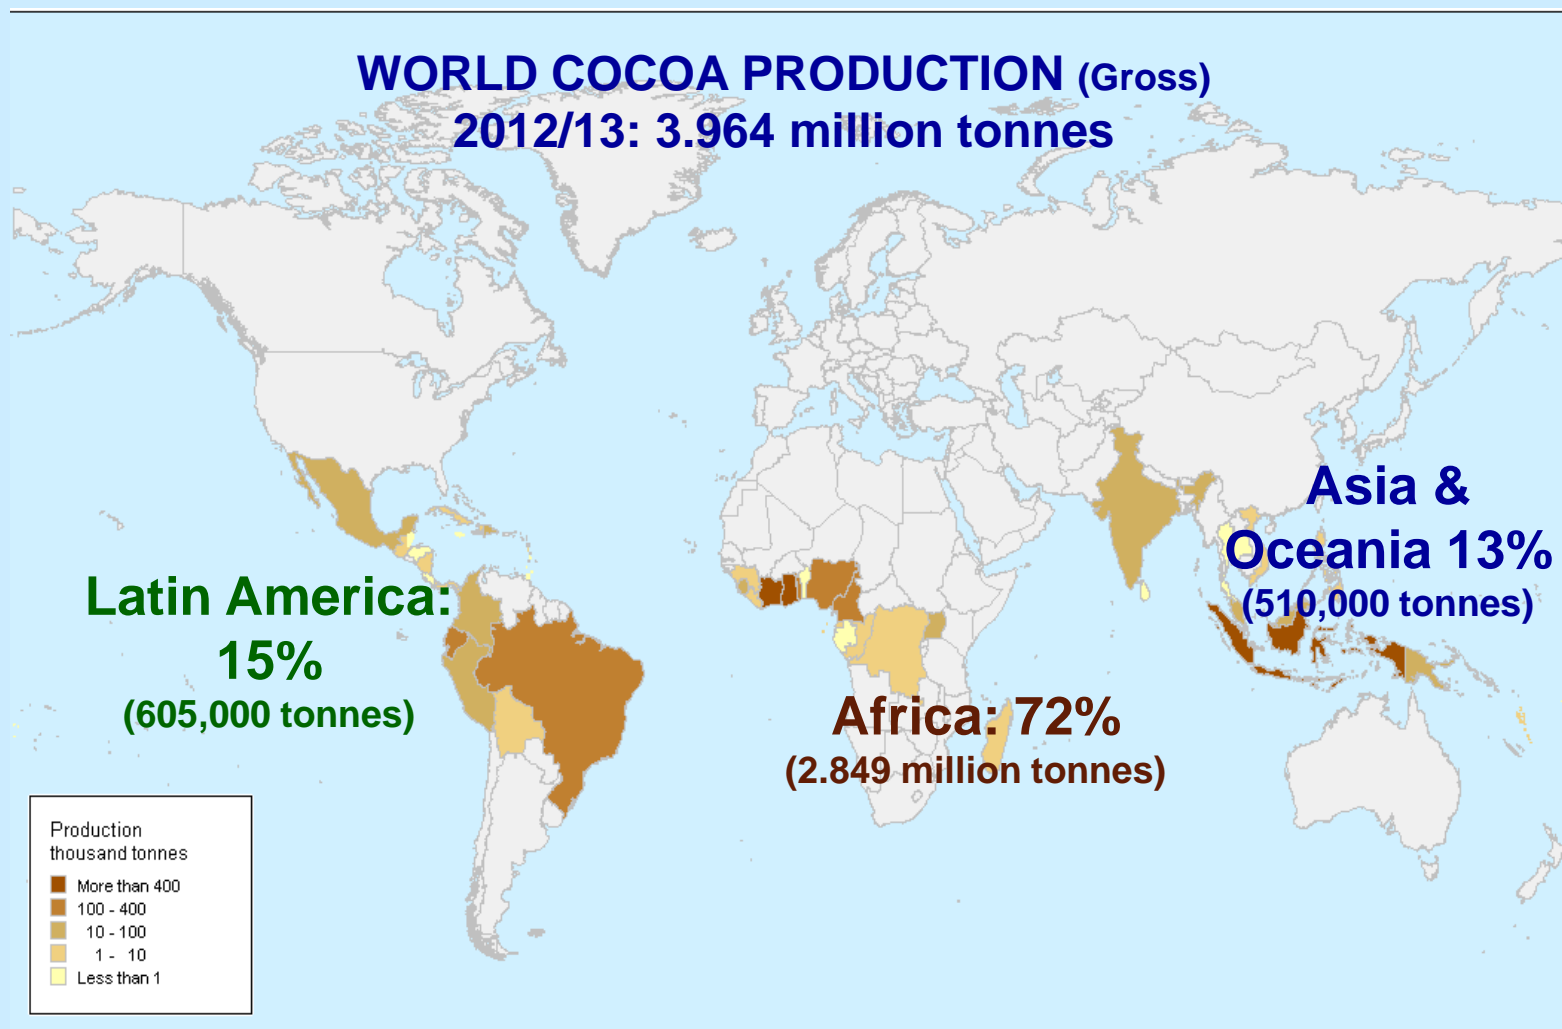 WORLD COCOA PRODUCTION (Gross)
2012/13: 3.964 million tonnes
Asia &
Oceania 13%
(510,000 tonnes)
Latin America:
15%
(605,000 tonnes)
Africa: 72%
(2.849 million tonnes)
Production
thousand tonnes
More than 400
100 - 400
10 - 100
1 - 10
Less than 1